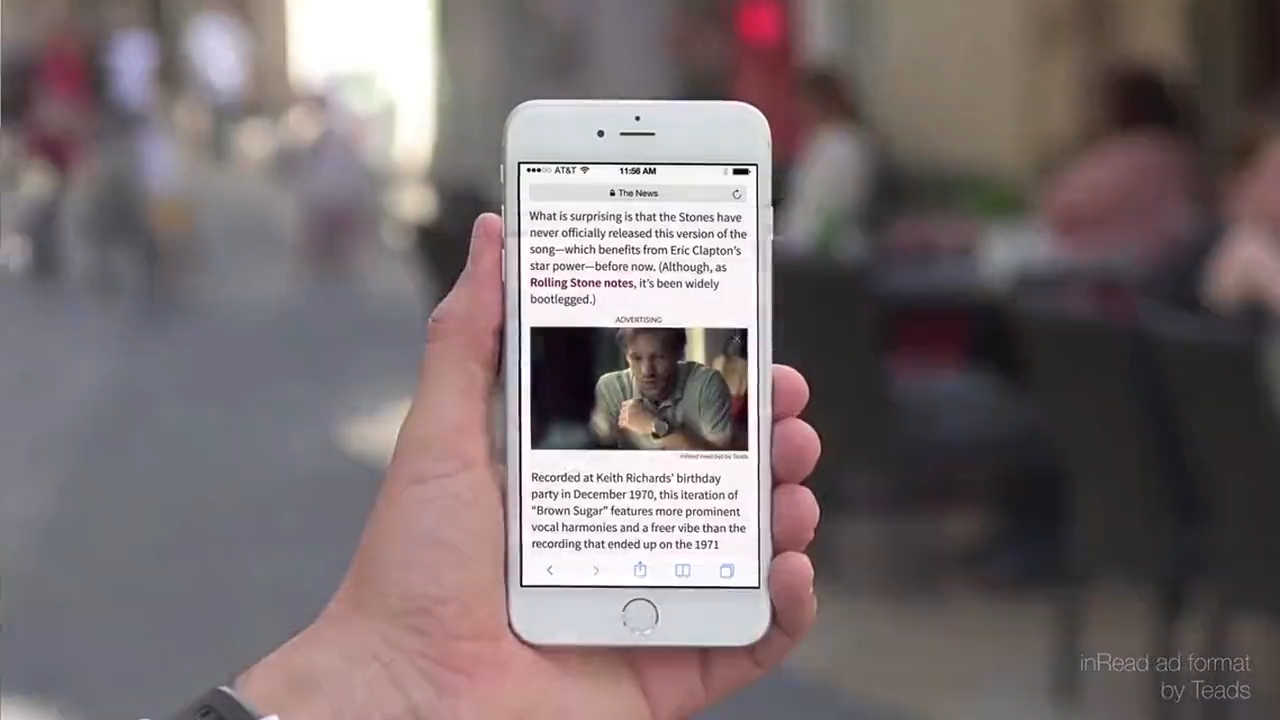 AT&T
11:56 AM
The News
What is surprising is that the Stones have
never officially released this version of the
song—which benefits from Eric Clapton's
star power—before now. (Although, as
Rolling Stone notes, it's been widely
bootlegged.)
ADVERTISING
by Teads
Recorded at Keith Richards' birthday
party in December 1970, this iteration of
“Brown Sugar” features more prominent
vocal harmonies and a freer vibe than the
recording that ended up on the 1971
inRead ad format
by Teads